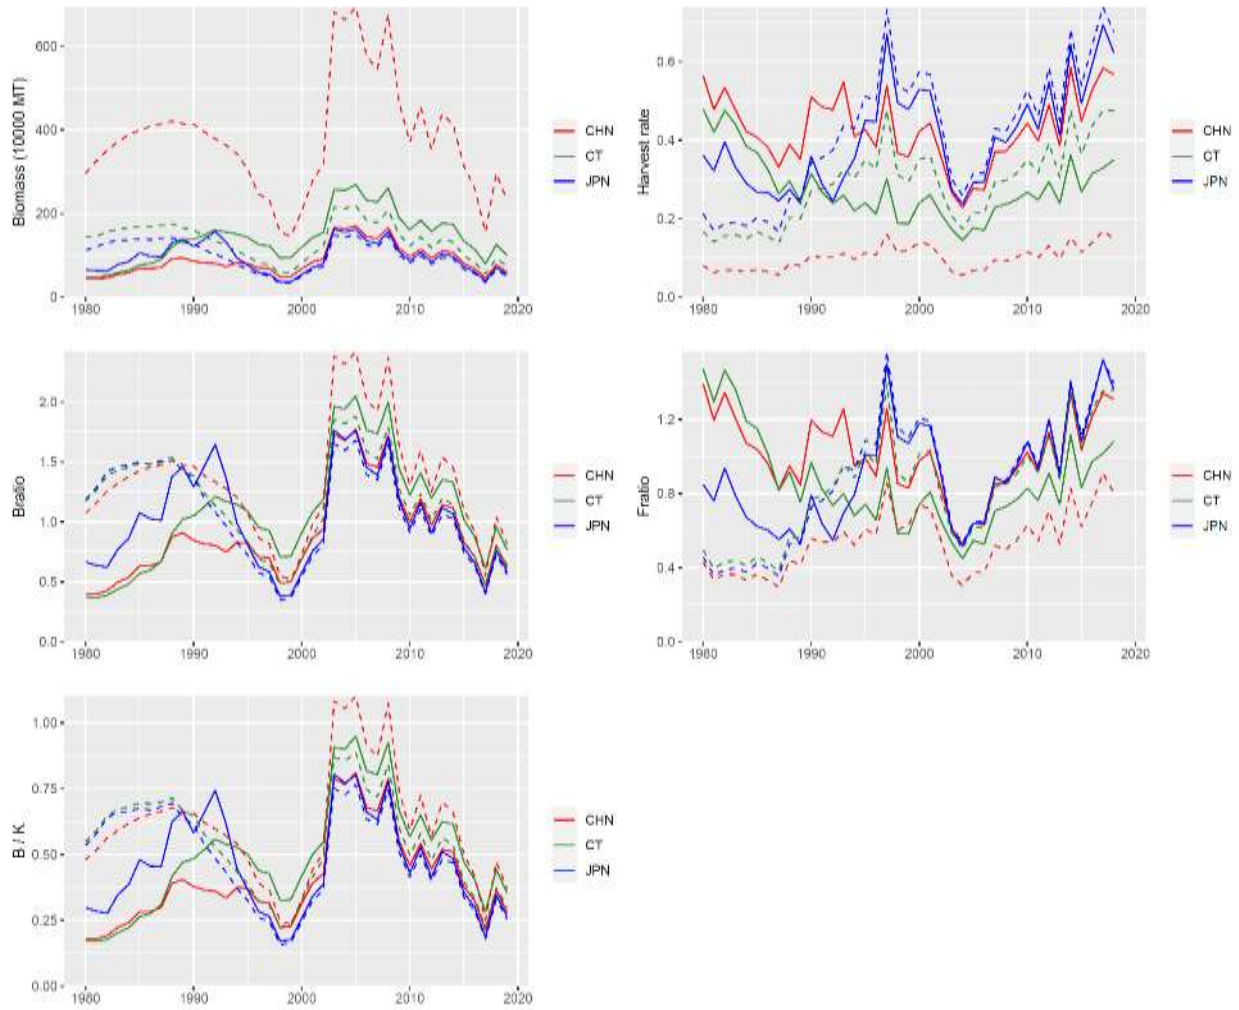 Biomass (10000 MT)
600
400
200
0
1980 1990 2000 2010 2020
CHN
CT
JPN
Harvest rate
0.6
0.4
0.2
0.0
1980 1990 2000 2010 2020
CHN
CT
JPN
Bratio
2.0
1.5
1.0
0.5
0.0
1980 1990 2000 2010 2020
CHN
CT
JPN
Fratio
1.2
0.8
0.4
0.0
1980 1990 2000 2010 2020
CHN
CT
JPN
B / K
1.00
0.75
0.50
0.25
0.00
1980 1990 2000 2010 2020
CHN
CT
JPN